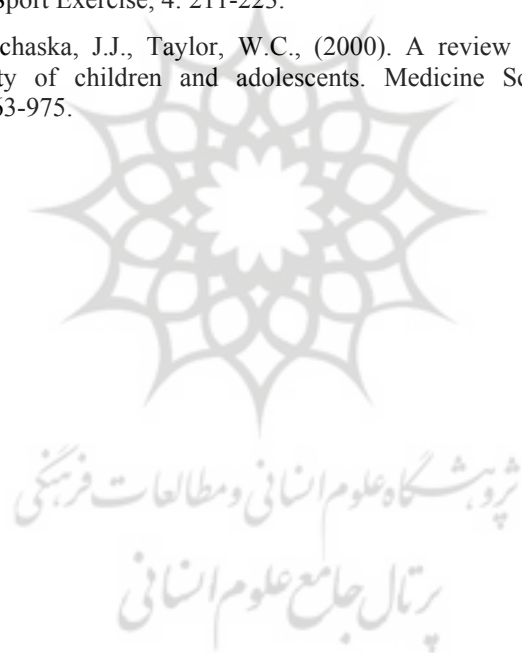 Sport Exercise, 4: 211-223.
chaska, J.J., Taylor, W.C., (2000). A review
ty of children and adolescents. Medicine Sc
63-975.
پژوهشگاه علوم انسانی و مطالعات فرهنگی
پرتال جامع علوم انسانی